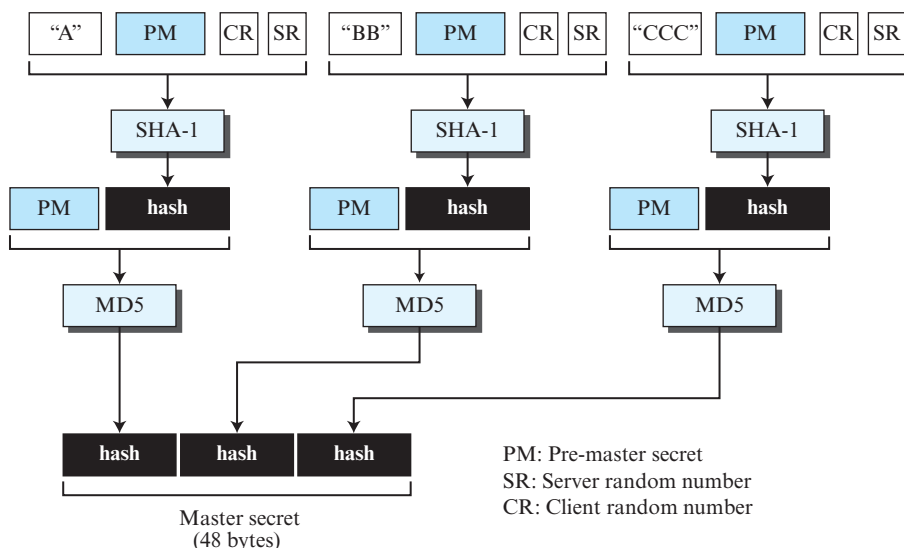 “A” PM CR SR “BB” PM CR SR “CCC” PM CR SR
SHA-1 SHA-1 SHA-1
PM hash PM hash PM hash
MD5 MD5 MD5
hash hash hash
PM: Pre-master secret
SR: Server random number
CR: Client random number
Master secret
(48 bytes)